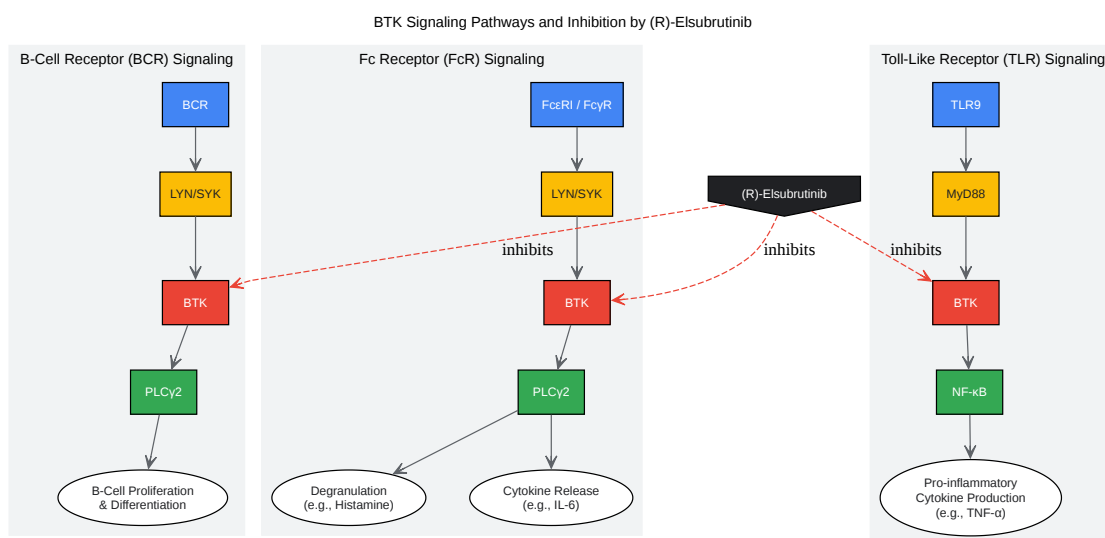 BTK Signaling Pathways and Inhibition by (R)-Elsubrutinib
B-Cell Receptor (BCR) Signaling
BCR
LYN/SYK
BTK
PLCγ2
B-Cell Proliferation
& Differentiation
Fc Receptor (FcR) Signaling
FcεRI / FcγR
LYN/SYK
BTK
PLCγ2
Degranulation
(e.g., Histamine)
Cytokine Release
(e.g., IL-6)
(R)-Elsubrutinib
inhibits
inhibits
inhibits
Toll-Like Receptor (TLR) Signaling
TLR9
MyD88
BTK
NF-κB
Pro-inflammatory
Cytokine Production
(e.g., TNF-α)